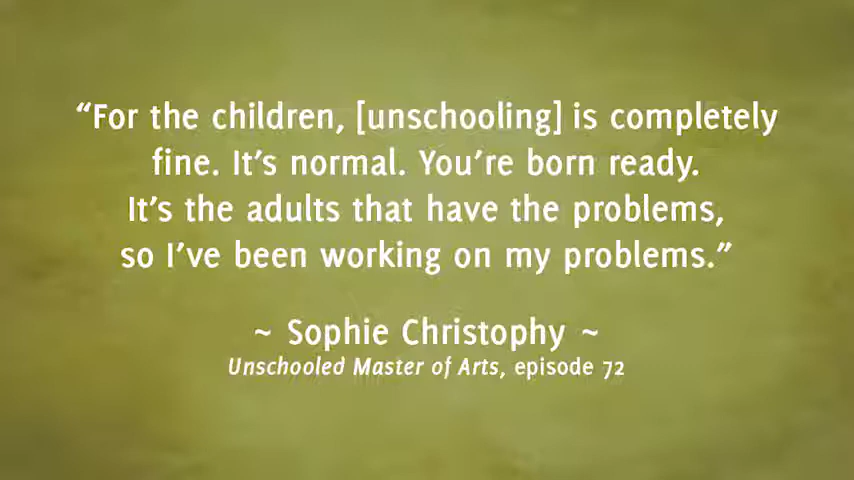 “For the children, [unschooling] is completely
fine. It’s normal. You’re born ready.
It’s the adults that have the problems,
so I’ve been working on my problems.”
~ Sophie Christophy ~
Unschooled Master of Arts, episode 72